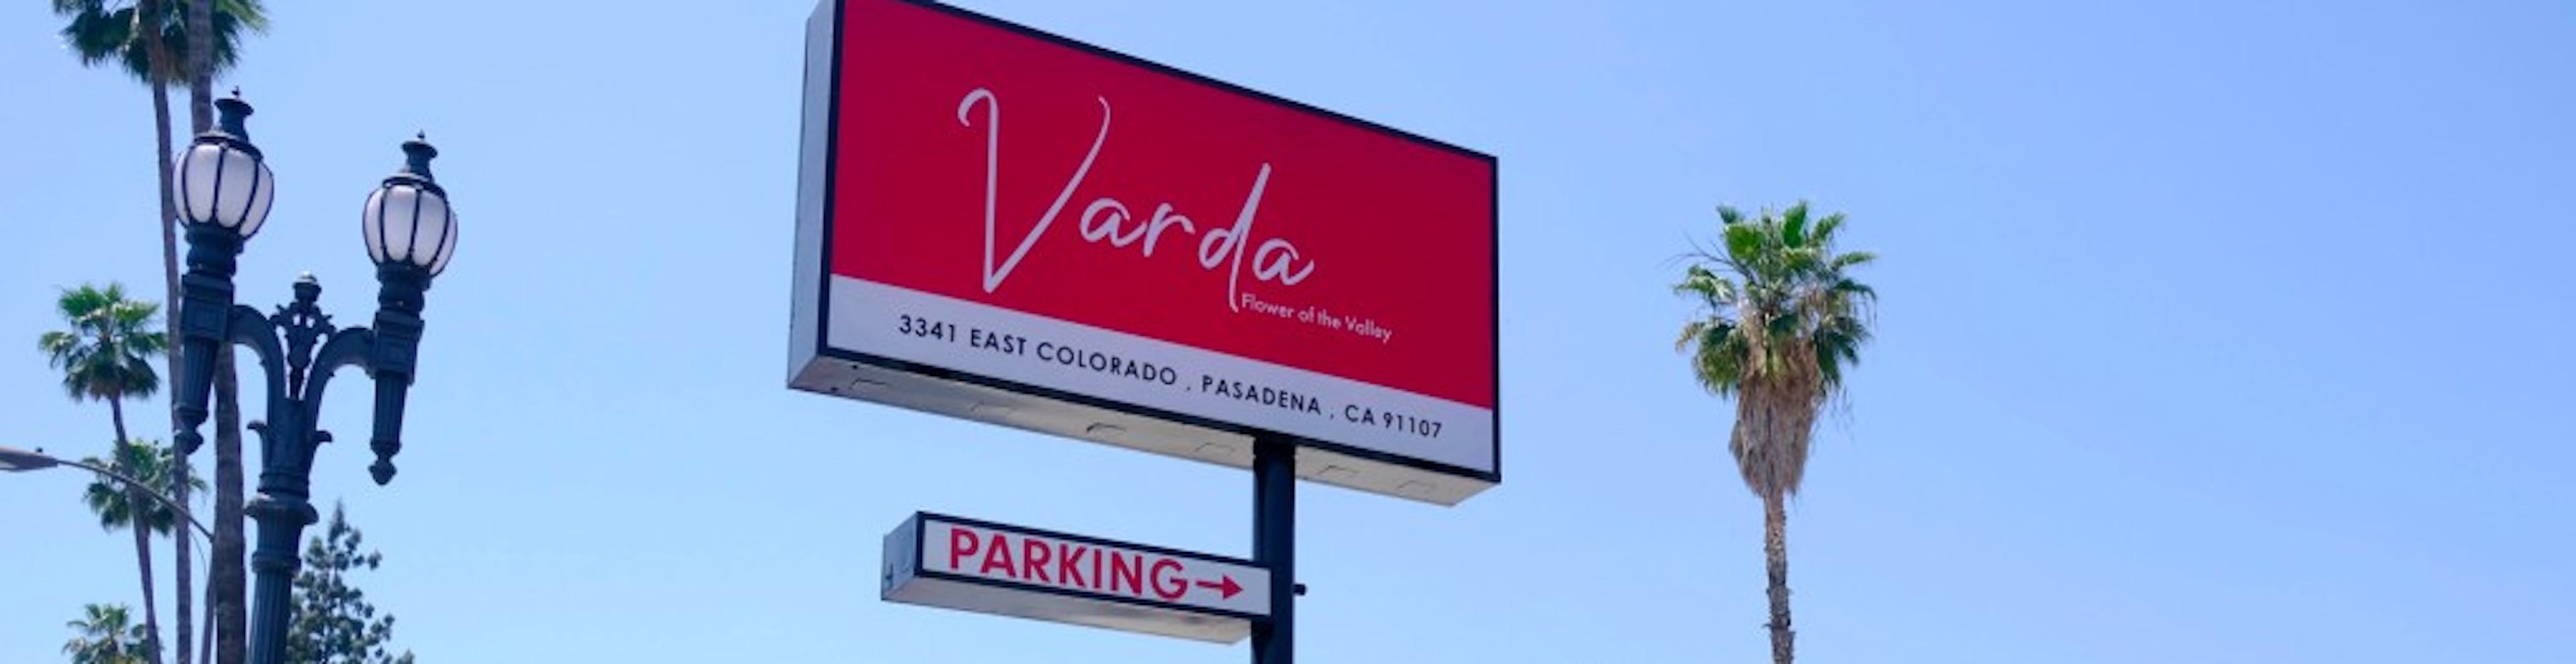 Varda
Flower of the Valley
3341 EAST COLORADO , PASADENA , CA 91107
PARKING→